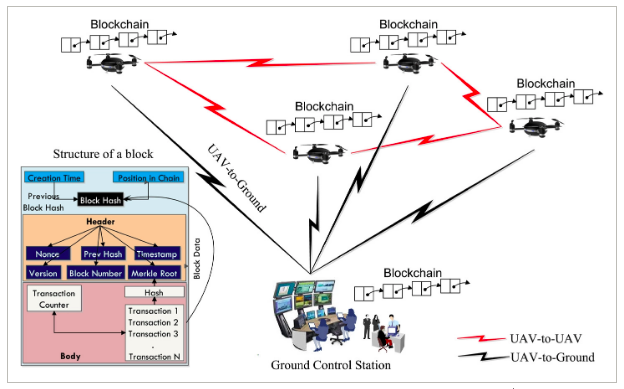 Blockchain
Blockchain
Blockchain
Blockchain
UAV-to-Ground
Structure of a block
Creation Time
Position in Chain
Previous
Block Hash
Block Hash
Header
Nonce
Prev Hash
Timestamp
Version
Block Number
Merkle Root
Block Data
Transaction
Counter
Hash
Transaction 1
Transaction 2
Transaction 3
.
Transaction N
Body
Blockchain
Ground Control Station
UAV-to-UAV
UAV-to-Ground